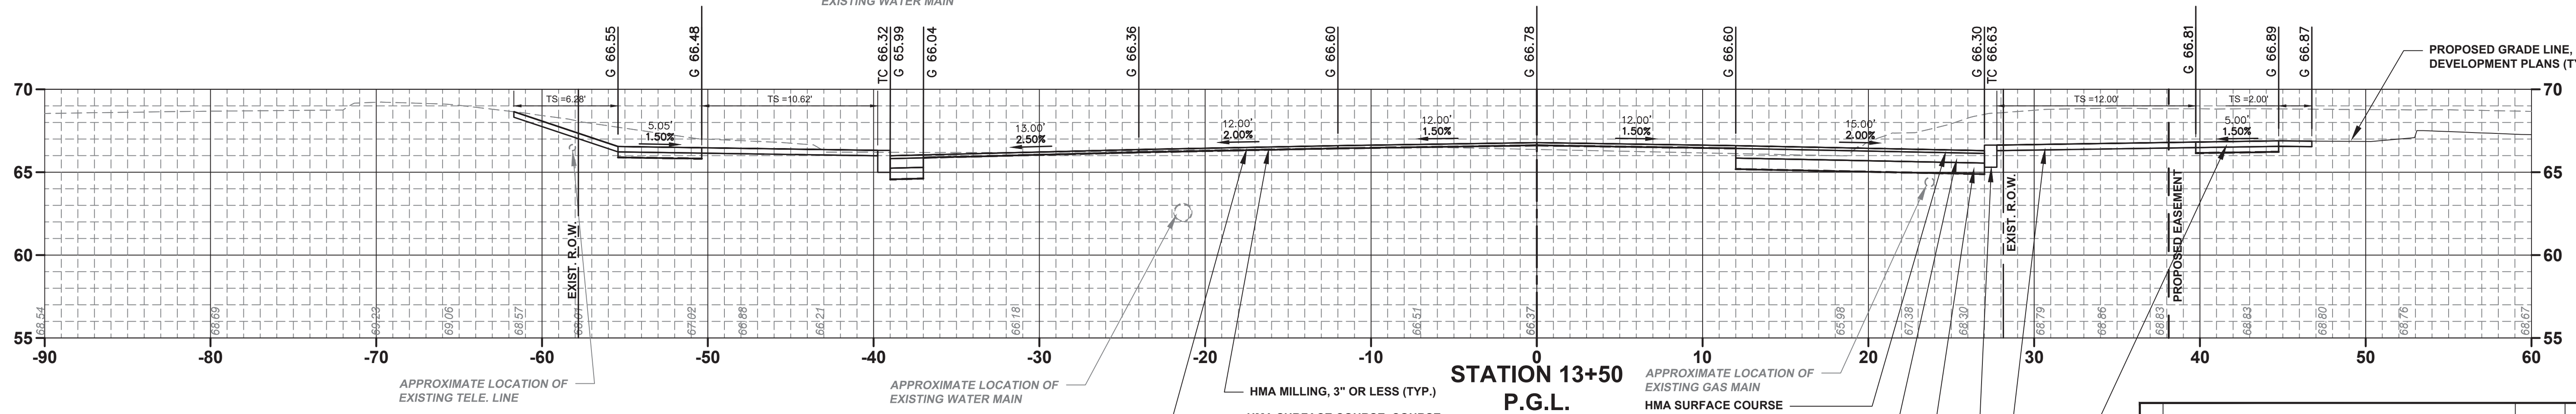 EXISTING WATER MAIN
G 66.55
G 66.48
TC 66.32
G 65.99
G 66.04
G 66.36
G 66.60
G 66.78
G 66.60
G 66.30
TC 66.63
G 66.81
G 66.89
G 66.87
PROPOSED GRADE LINE,
DEVELOPMENT PLANS (TY
70
TS =6.28'
TS =10.62'
TS =12.00'
TS =2.00'
70
5.05'
1.50%
13.00'
2.50%
12.00'
2.00%
12.00'
1.50%
12.00'
1.50%
15.00'
2.00%
5.00'
1.50%
65
65
EXIST. R.O.W.
EXIST. R.O.W.
PROPOSED EASEMENT
60
60
68.54
68.69
69.23
69.06
68.57
68.01
67.02
66.88
66.21
66.18
66.51
66.37
65.98
67.38
68.30
68.79
68.86
68.83
68.83
68.80
68.76
68.67
55
55
-90
-80
-70
-60
-50
-40
-30
-20
-10
0
10
20
30
40
50
60
APPROXIMATE LOCATION OF
EXISTING TELE. LINE
APPROXIMATE LOCATION OF
EXISTING WATER MAIN
HMA MILLING, 3" OR LESS (TYP.)
STATION 13+50
P.G.L.
APPROXIMATE LOCATION OF
EXISTING GAS MAIN
HMA SURFACE COURSE